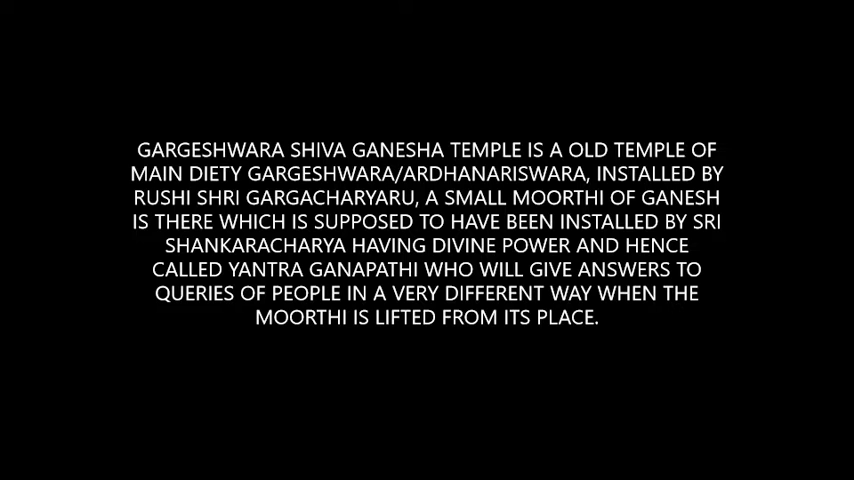 GARGESHWARA SHIVA GANESHA TEMPLE IS A OLD TEMPLE OF
MAIN DIETY GARGESHWARA/ARDHANARISWARA, INSTALLED BY
RUSHI SHRI GARGACHARYARU, A SMALL MOORTHI OF GANESH
IS THERE WHICH IS SUPPOSED TO HAVE BEEN INSTALLED BY SRI
SHANKARACHARYA HAVING DIVINE POWER AND HENCE
CALLED YANTRA GANAPATHI WHO WILL GIVE ANSWERS TO
QUERIES OF PEOPLE IN A VERY DIFFERENT WAY WHEN THE
MOORTHI IS LIFTED FROM ITS PLACE.